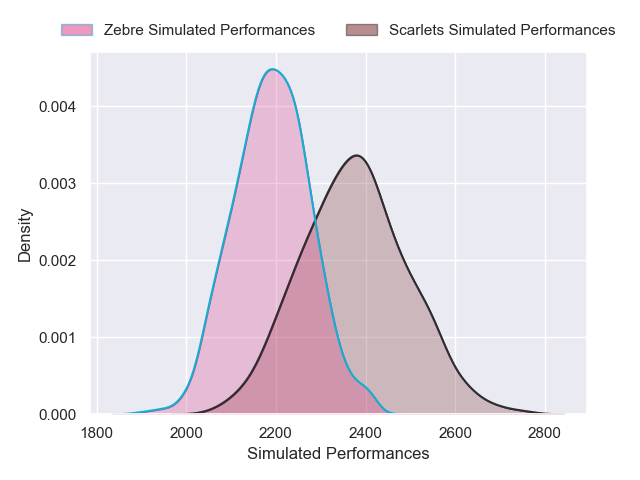 Zebre Simulated Performances Scarlets Simulated Performances
0.004
0.003
0.002
0.001
0.000
Density
1800 2000 2200 2400 2600 2800
Simulated Performances